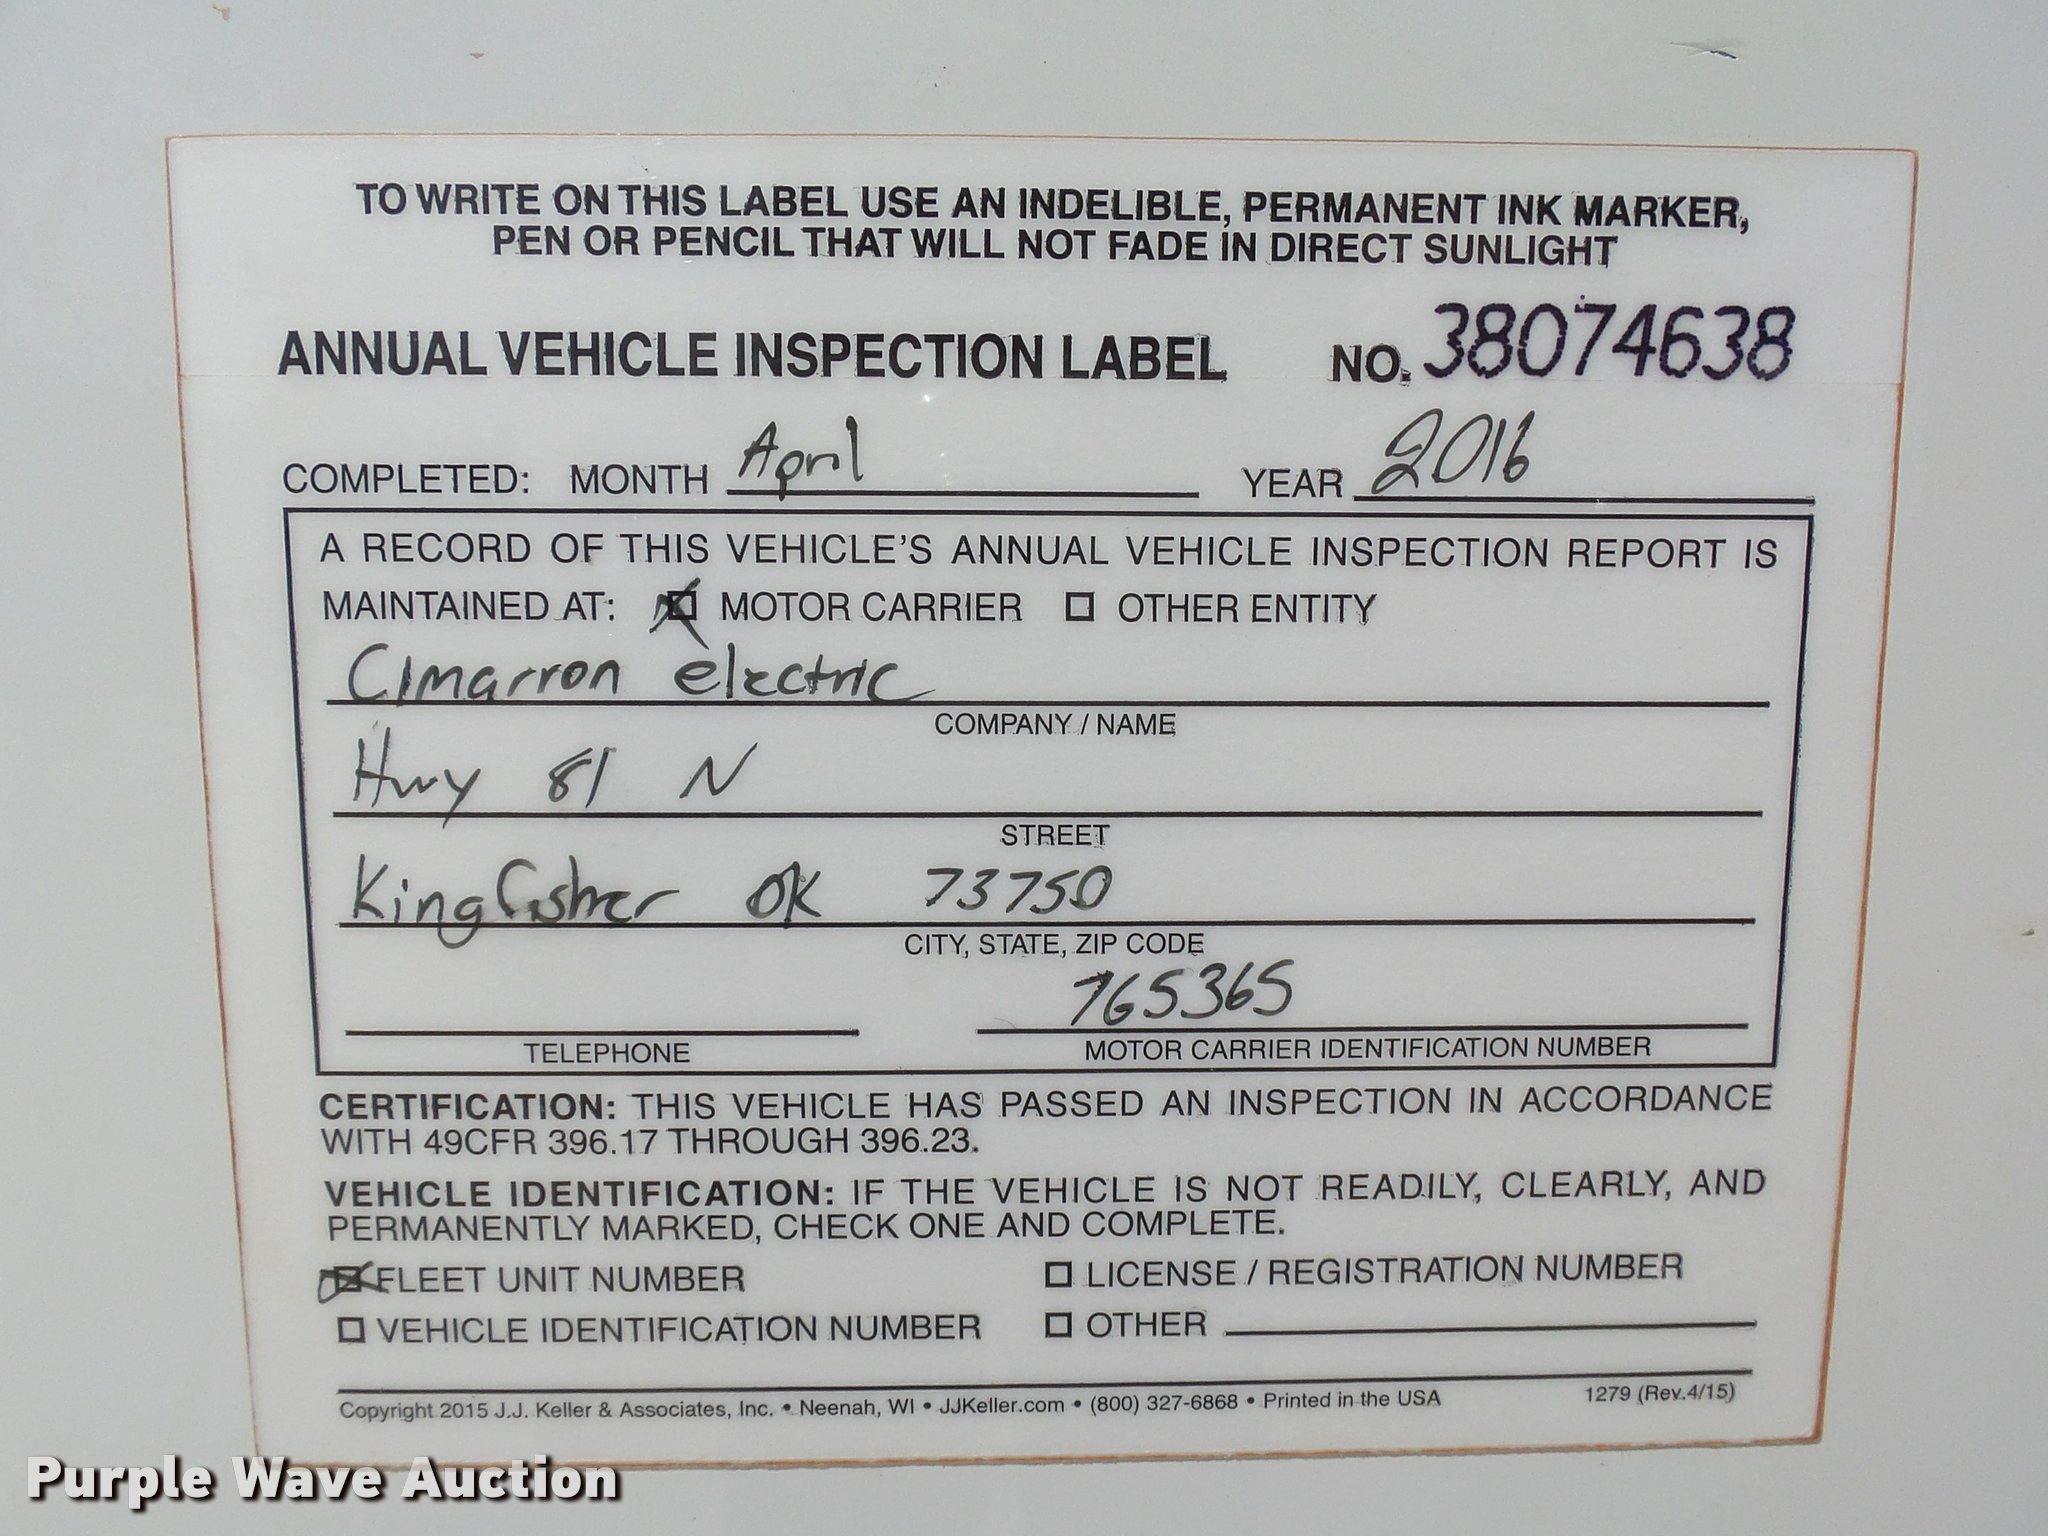 TO WRITE ON THIS LABEL USE AN INDELIBLE, PERMANENT INK MARKER,
PEN OR PENCIL THAT WILL NOT FADE IN DIRECT SUNLIGHT
ANNUAL VEHICLE INSPECTION LABEL NO. 38074638
COMPLETED: MONTH April YEAR 2016
A RECORD OF THIS VEHICLE'S ANNUAL VEHICLE INSPECTION REPORT IS
MAINTAINED AT: MOTOR CARRIER OTHER ENTITY
Cimarron electric
COMPANY / NAME
Hwy 81 N
STREET
Kingfisher OK 73750
CITY, STATE, ZIP CODE
765365
TELEPHONE MOTOR CARRIER IDENTIFICATION NUMBER
CERTIFICATION: THIS VEHICLE HAS PASSED AN INSPECTION IN ACCORDANCE
WITH 49CFR 396.17 THROUGH 396.23.
VEHICLE IDENTIFICATION: IF THE VEHICLE IS NOT READILY, CLEARLY, AND
PERMANENTLY MARKED, CHECK ONE AND COMPLETE.
FLEET UNIT NUMBER LICENSE / REGISTRATION NUMBER
VEHICLE IDENTIFICATION NUMBER OTHER
Copyright 2015 J.J. Keller & Associates, Inc. • Neenah, WI • JJKeller.com • (800) 327-6868 • Printed in the USA 1279 (Rev.4/15)
Purple Wave Auction